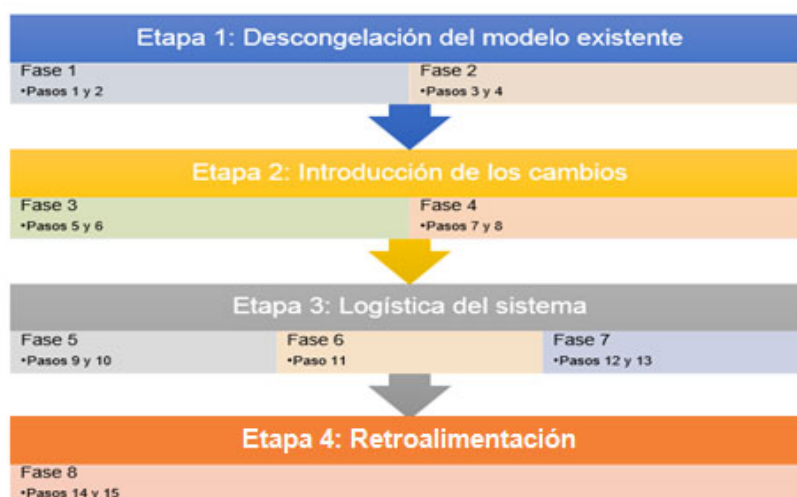 Etapa 1: Descongelación del modelo existente
Fase 1
•Pasos 1 y 2
Fase 2
•Pasos 3 y 4
Etapa 2: Introducción de los cambios
Fase 3
•Pasos 5 y 6
Fase 4
•Pasos 7 y 8
Etapa 3: Logística del sistema
Fase 5
•Pasos 9 y 10
Fase 6
•Paso 11
Fase 7
•Pasos 12 y 13
Etapa 4: Retroalimentación
Fase 8
•Pasos 14 y 15